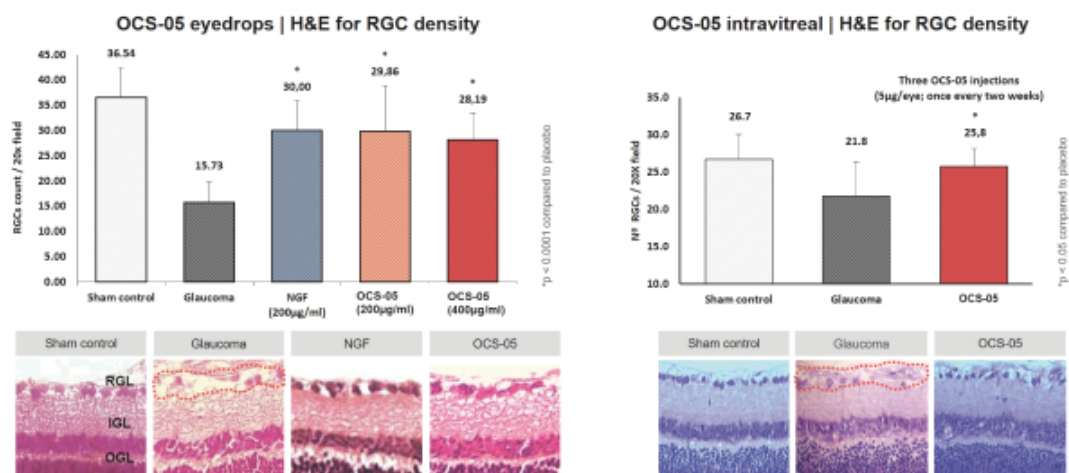 OCS-05 eyedrops | H&E for RGC density
45.00
40.00
35.00
30.00
25.00
20.00
15.00
10.00
5.00
0.00
RGCs count / 20x field
36.54
15.73
*
30,00
*
29,86
*
28,19
Sham control
Glaucoma
NGF
(200µg/ml)
OCS-05
(200µg/ml)
OCS-05
(400µg/ml)
*p < 0.0001 compared to placebo
Sham control
Glaucoma
NGF
OCS-05
RGL
IGL
OGL
OCS-05 intravitreal | H&E for RGC density
Three OCS-05 injections
(5µg/eye; once every two weeks)
35.0
30.0
25.0
20.0
15.0
10.0
Nº RGCs / 20X field
26.7
21.8
*
25,8
Sham control
Glaucoma
OCS-05
*p < 0.05 compared to placebo
Sham control
Glaucoma
OCS-05